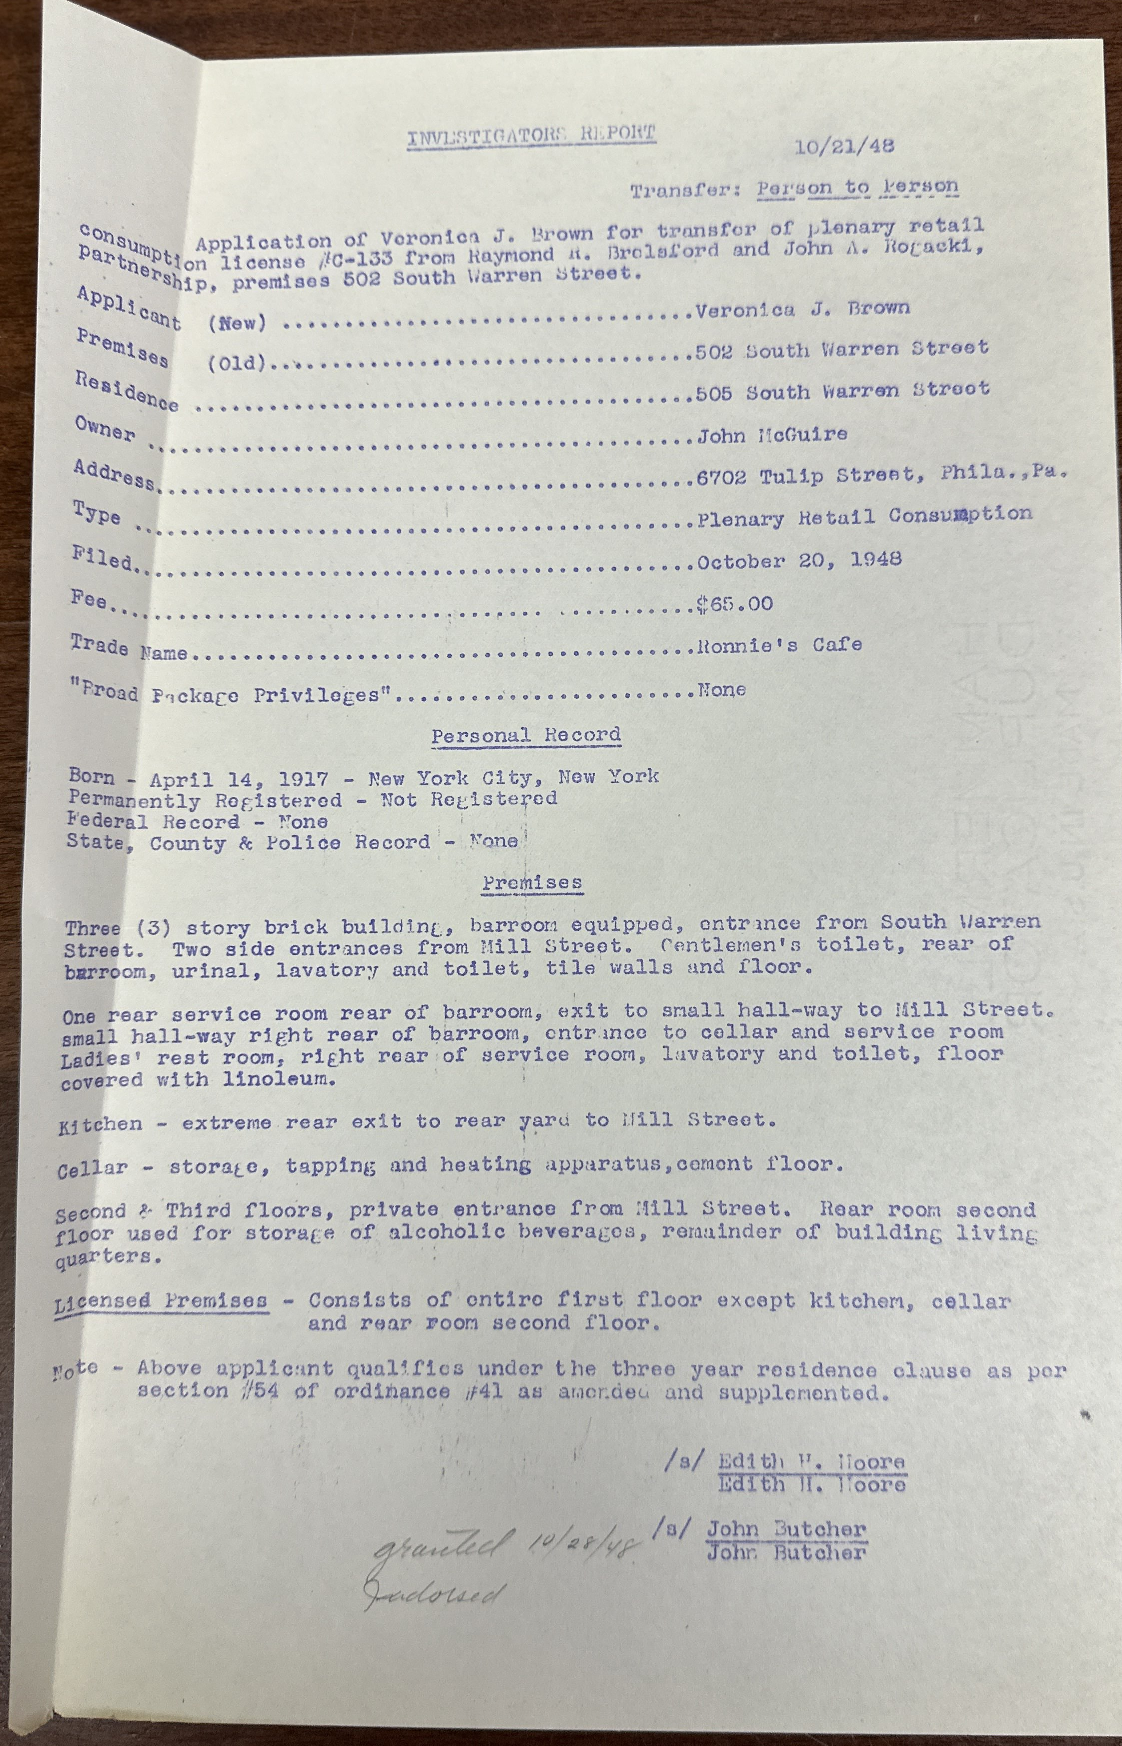 INVESTIGATORS REPORT
10/21/48
Transfer: Person to Person
Application of Veronica J. Brown for transfer of plenary retail
consumption license #C-133 from Raymond R. Brelsford and John A. Rogacki,
partnership, premises 502 South Warren Street.
Applicant (New) ..................................Veronica J. Brown
Premises (Old)...................................502 South Warren Street
Residence .........................................505 South Warren Street
Owner .............................................John McGuire
Address............................................6702 Tulip Street, Phila.,Pa.
Type ..............................................Plenary Retail Consumption
Filed..............................................October 20, 1948
Fee................................................$65.00
Trade Name.........................................Ronnie's Cafe
"Broad Package Privileges".........................None
Personal Record
Born - April 14, 1917 - New York City, New York
Permanently Registered - Not Registered
Federal Record - None
State, County & Police Record - None
Premises
Three (3) story brick building, barroom equipped, entrance from South Warren
Street. Two side entrances from Mill Street. Gentlemen's toilet, rear of
barroom, urinal, lavatory and toilet, tile walls and floor.
One rear service room rear of barroom, exit to small hall-way to Mill Street.
small hall-way right rear of barroom, entrance to cellar and service room
Ladies' rest room, right rear of service room, lavatory and toilet, floor
covered with linoleum.
Kitchen - extreme rear exit to rear yard to Mill Street.
Cellar - storage, tapping and heating apparatus,cement floor.
Second & Third floors, private entrance from Mill Street. Rear room second
floor used for storage of alcoholic beverages, remainder of building living
quarters.
Licensed Premises - Consists of entire first floor except kitchem, cellar
and rear room second floor.
Note - Above applicant qualifies under the three year residence clause as per
section #54 of ordinance #41 as amended and supplemented.
/s/ Edith M. Moore
Edith M. Moore
/s/ John Butcher
John Butcher
granted 10/28/48
Endorsed